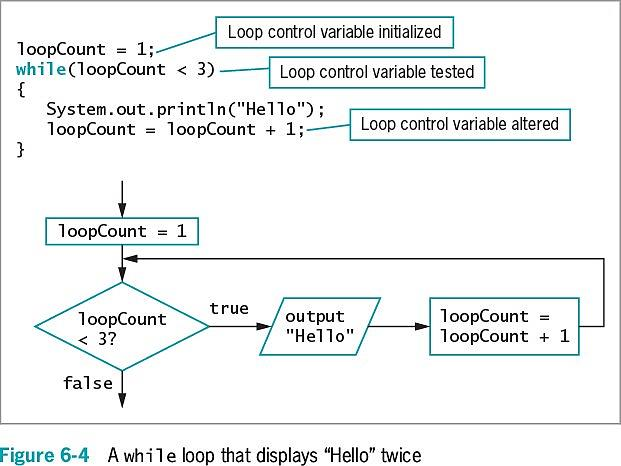 Loop control variable initialized
loopCount = 1;
while(loopCount < 3)
Loop control variable tested
{
System.out.println("Hello");
loopCount = loopCount + 1;
Loop control variable altered
}
loopCount = 1
loopCount
< 3?
true
output
"Hello"
loopCount =
loopCount + 1
false
Figure 6-4 A while loop that displays “Hello” twice